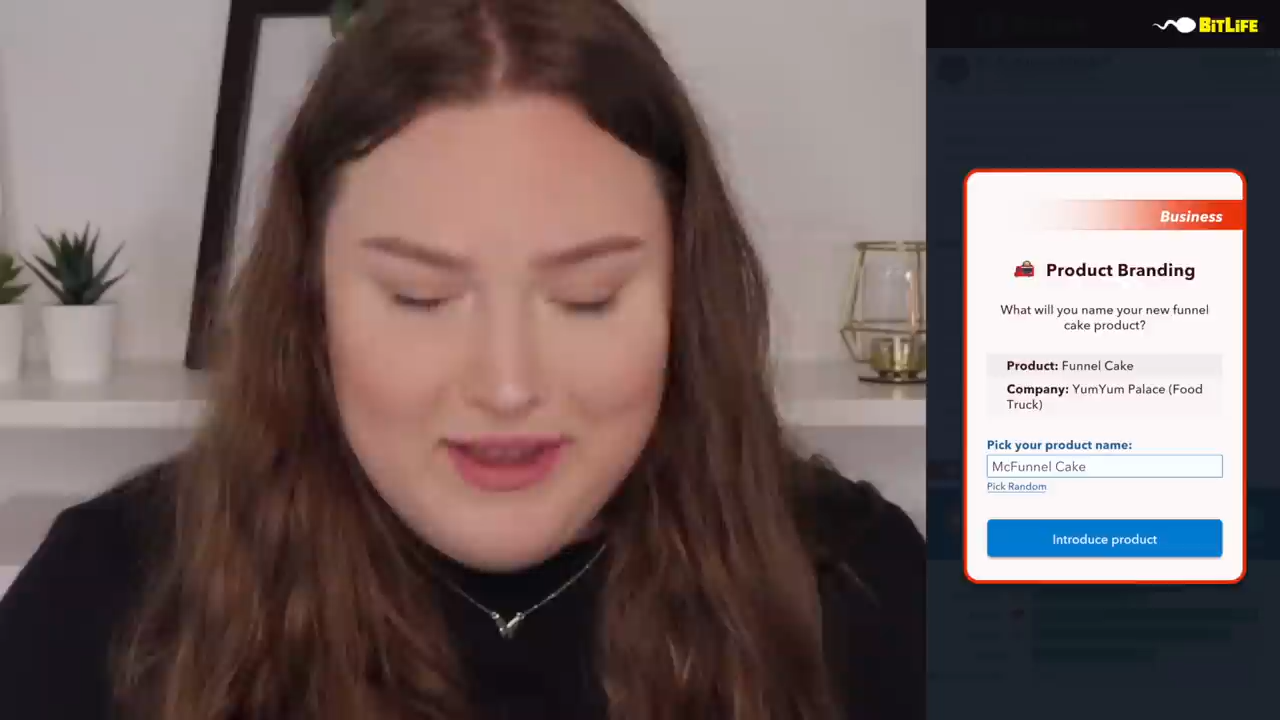 BITLIFE
Business
Product Branding
What will you name your new funnel
cake product?
Product: Funnel Cake
Company: YumYum Palace (Food
Truck)
Pick your product name:
McFunnel Cake
Pick Random
Introduce product